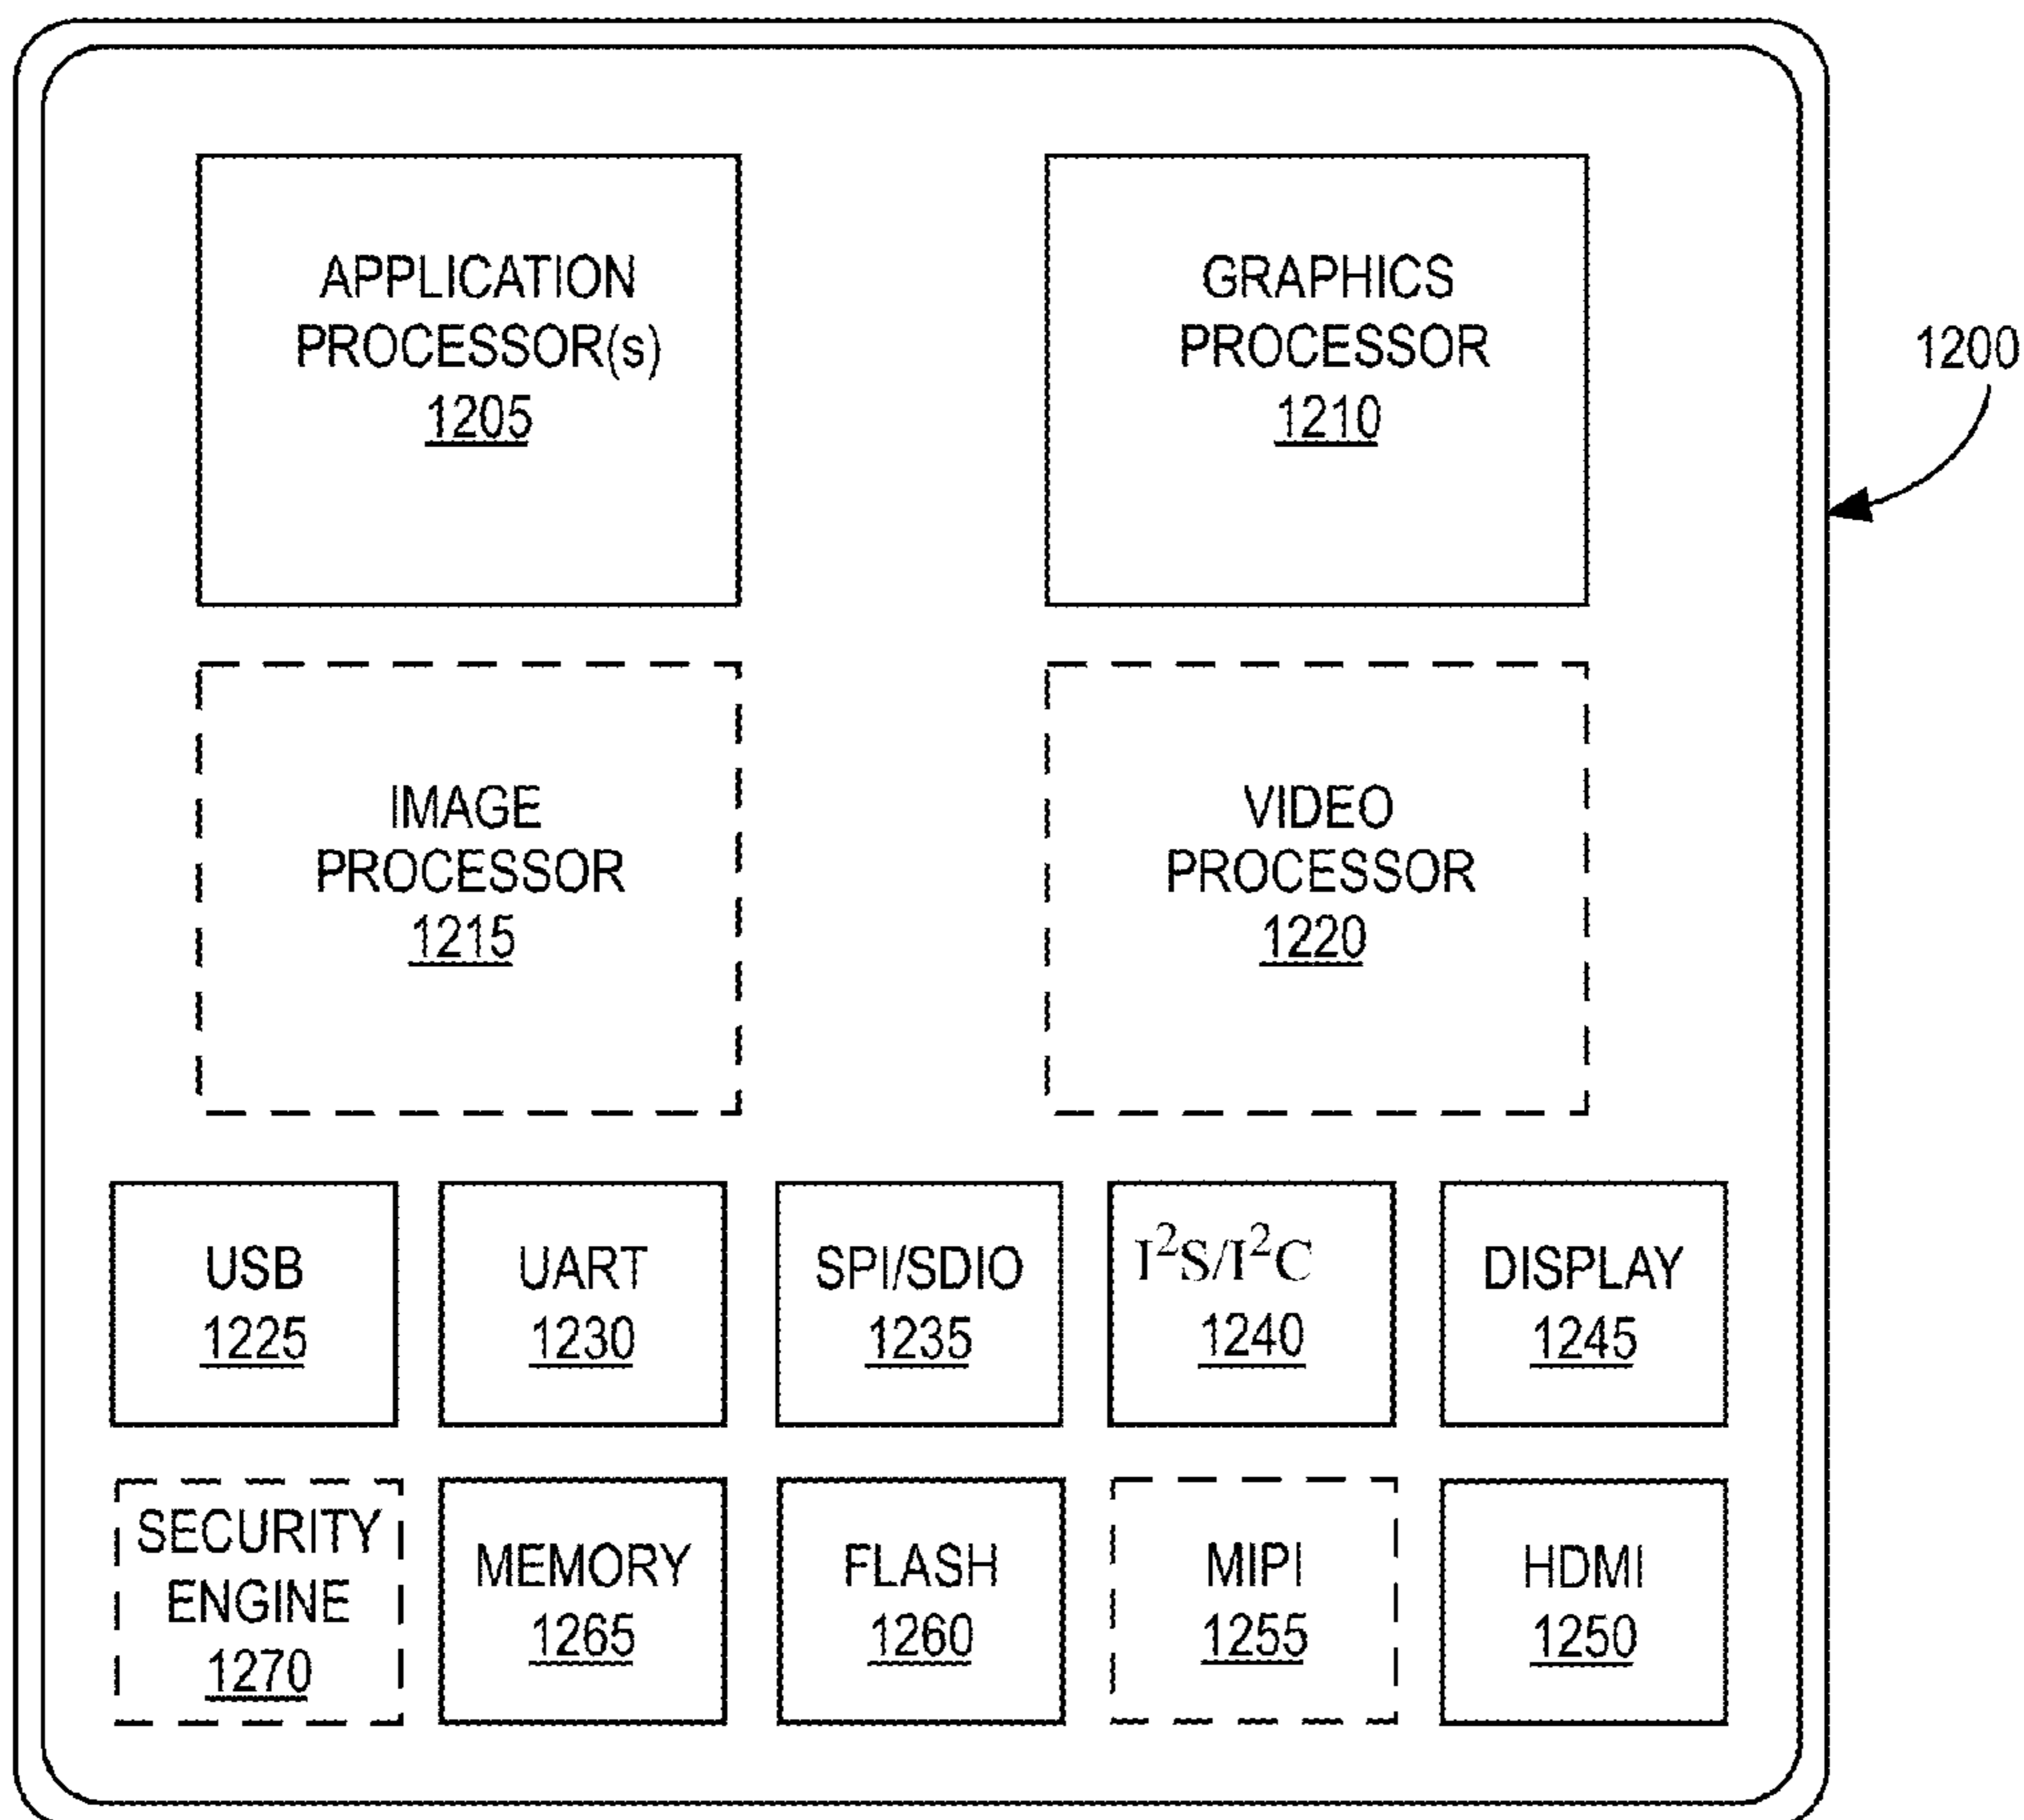 APPLICATION
PROCESSOR(s)
1205
GRAPHICS
PROCESSOR
1210
1200
IMAGE
PROCESSOR
1215
VIDEO
PROCESSOR
1220
USB
1225
UART
1230
SPI/SDIO
1235
I²S/I²C
1240
DISPLAY
1245
SECURITY
ENGINE
1270
MEMORY
1265
FLASH
1260
MIPI
1255
HDMI
1250